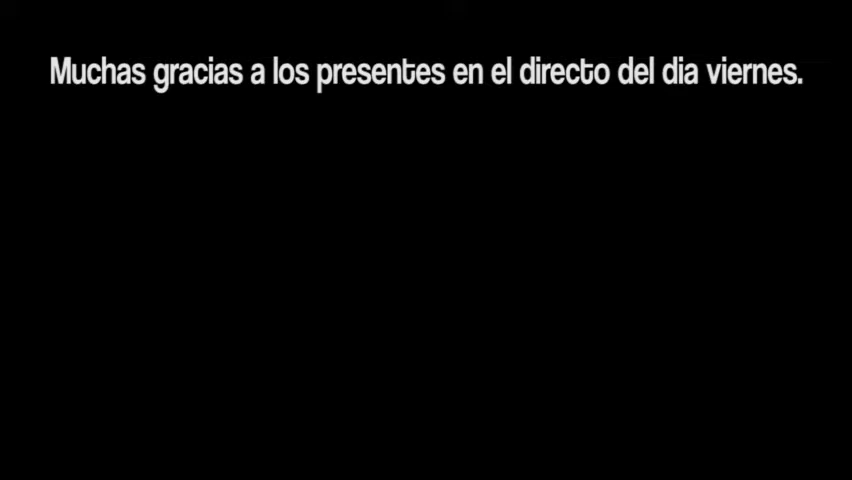 Muchas gracias a los presentes en el directo del dia viernes.